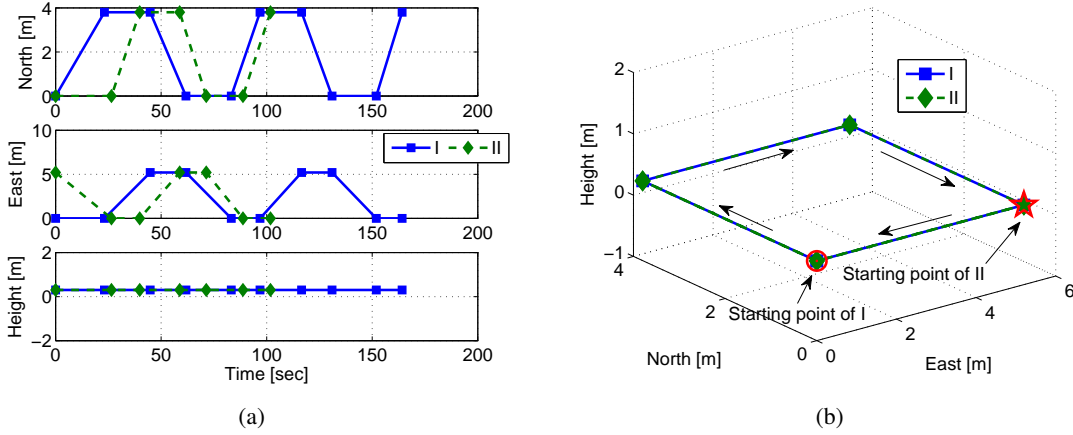 North [m]
4
2
0
0 50 100 150 200
East [m]
10
5
0
I II
0 50 100 150 200
Height [m]
2
0
−2
0 50 100 150 200
Time [sec]
(a)
Height [m]
2
1
0
−1
I
II
Starting point of II
Starting point of I
4
2
0
North [m]
0
2
4
6
East [m]
(b)